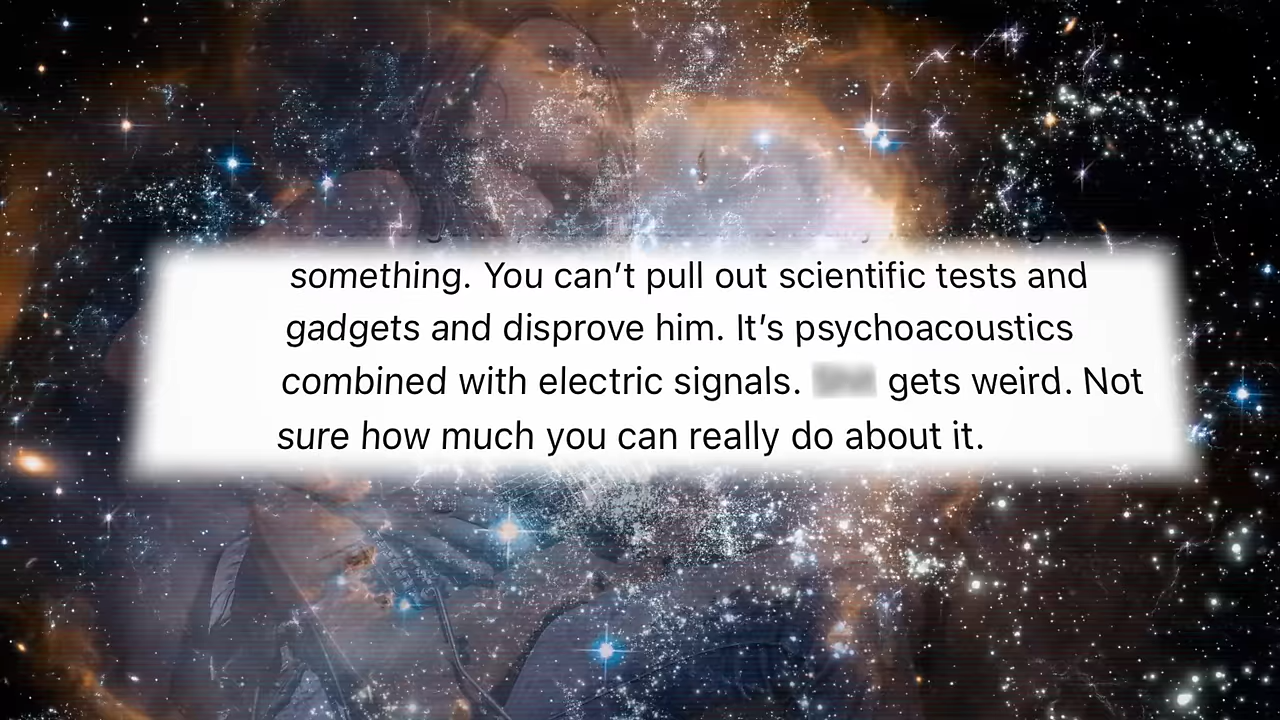 something. You can’t pull out scientific tests and
gadgets and disprove him. It’s psychoacoustics
combined with electric signals. gets weird. Not
sure how much you can really do about it.